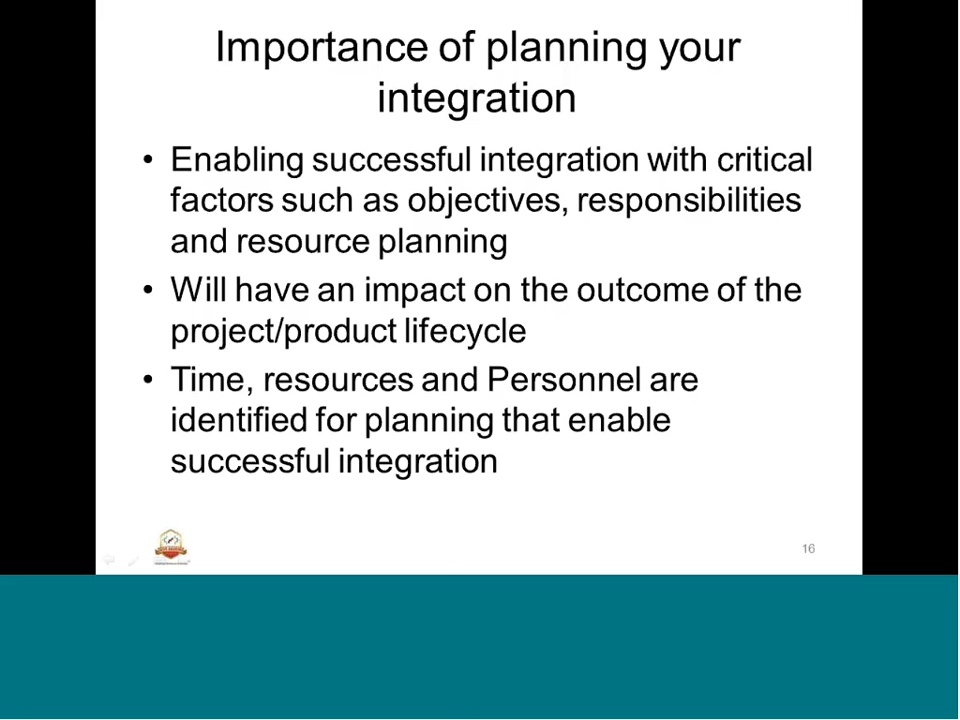 Importance of planning your
integration
• Enabling successful integration with critical
factors such as objectives, responsibilities
and resource planning
• Will have an impact on the outcome of the
project/product lifecycle
• Time, resources and Personnel are
identified for planning that enable
successful integration
16